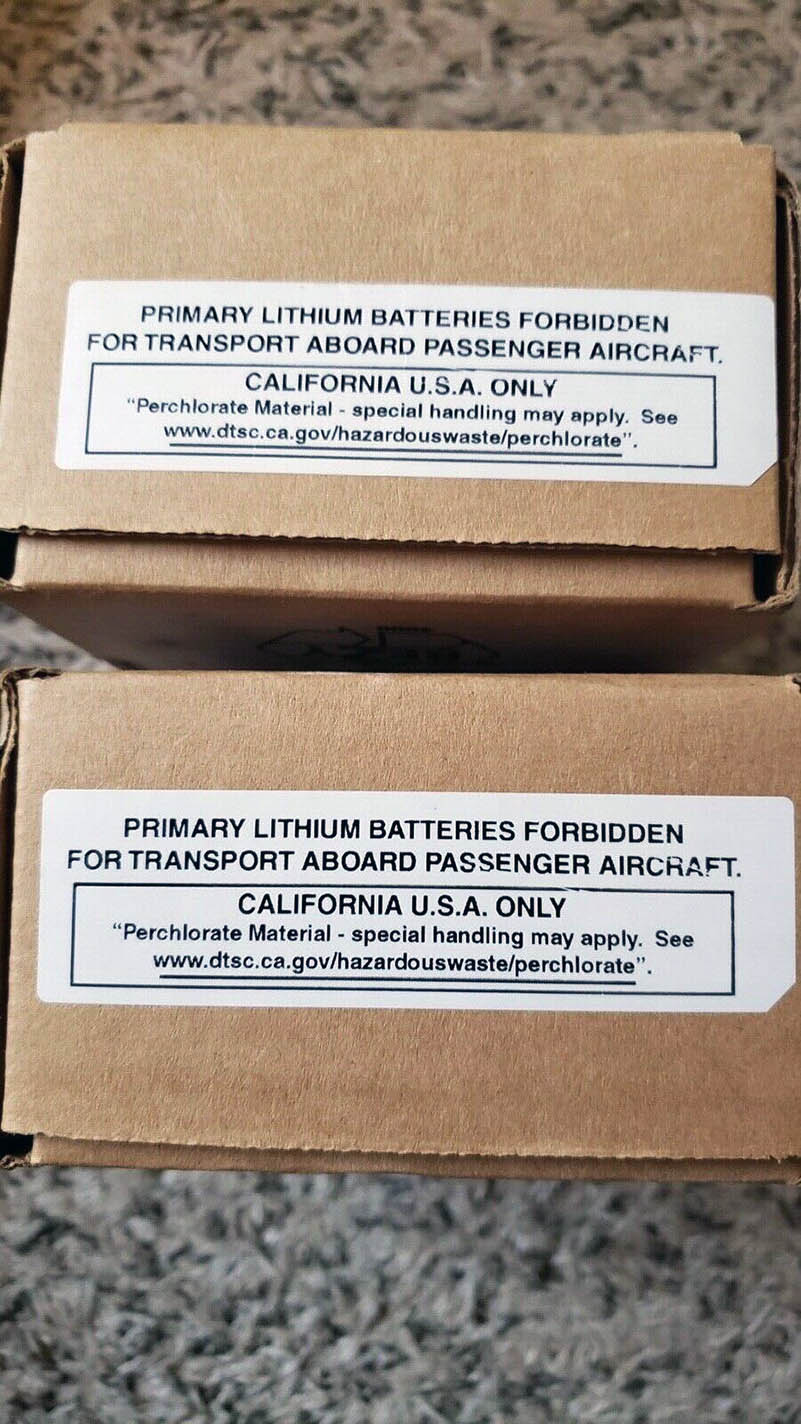 PRIMARY LITHIUM BATTERIES FORBIDDEN
FOR TRANSPORT ABOARD PASSENGER AIRCRAFT.
CALIFORNIA U.S.A. ONLY
“Perchlorate Material - special handling may apply. See
www.dtsc.ca.gov/hazardouswaste/perchlorate”.
PRIMARY LITHIUM BATTERIES FORBIDDEN
FOR TRANSPORT ABOARD PASSENGER AIRCRAFT.
CALIFORNIA U.S.A. ONLY
“Perchlorate Material - special handling may apply. See
www.dtsc.ca.gov/hazardouswaste/perchlorate”.